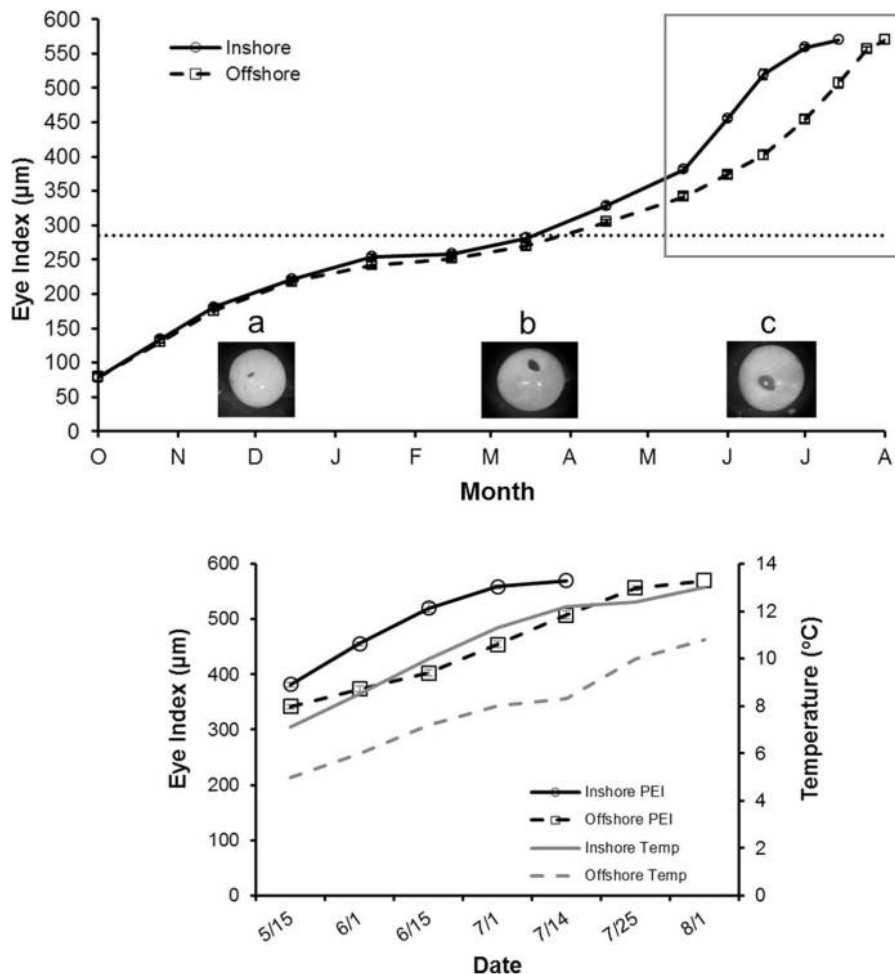 600
550
500
450
400
350
300
250
200
150
100
50
0
Eye Index (µm)
Inshore
Offshore
a b c
O N D J F M A M J J A
Month
600
500
400
300
200
100
0
Eye Index (µm)
14
12
10
8
6
4
2
0
Temperature (°C)
Inshore PEI
Offshore PEI
Inshore Temp
Offshore Temp
5/15 6/1 6/15 7/1 7/14 7/25 8/1
Date